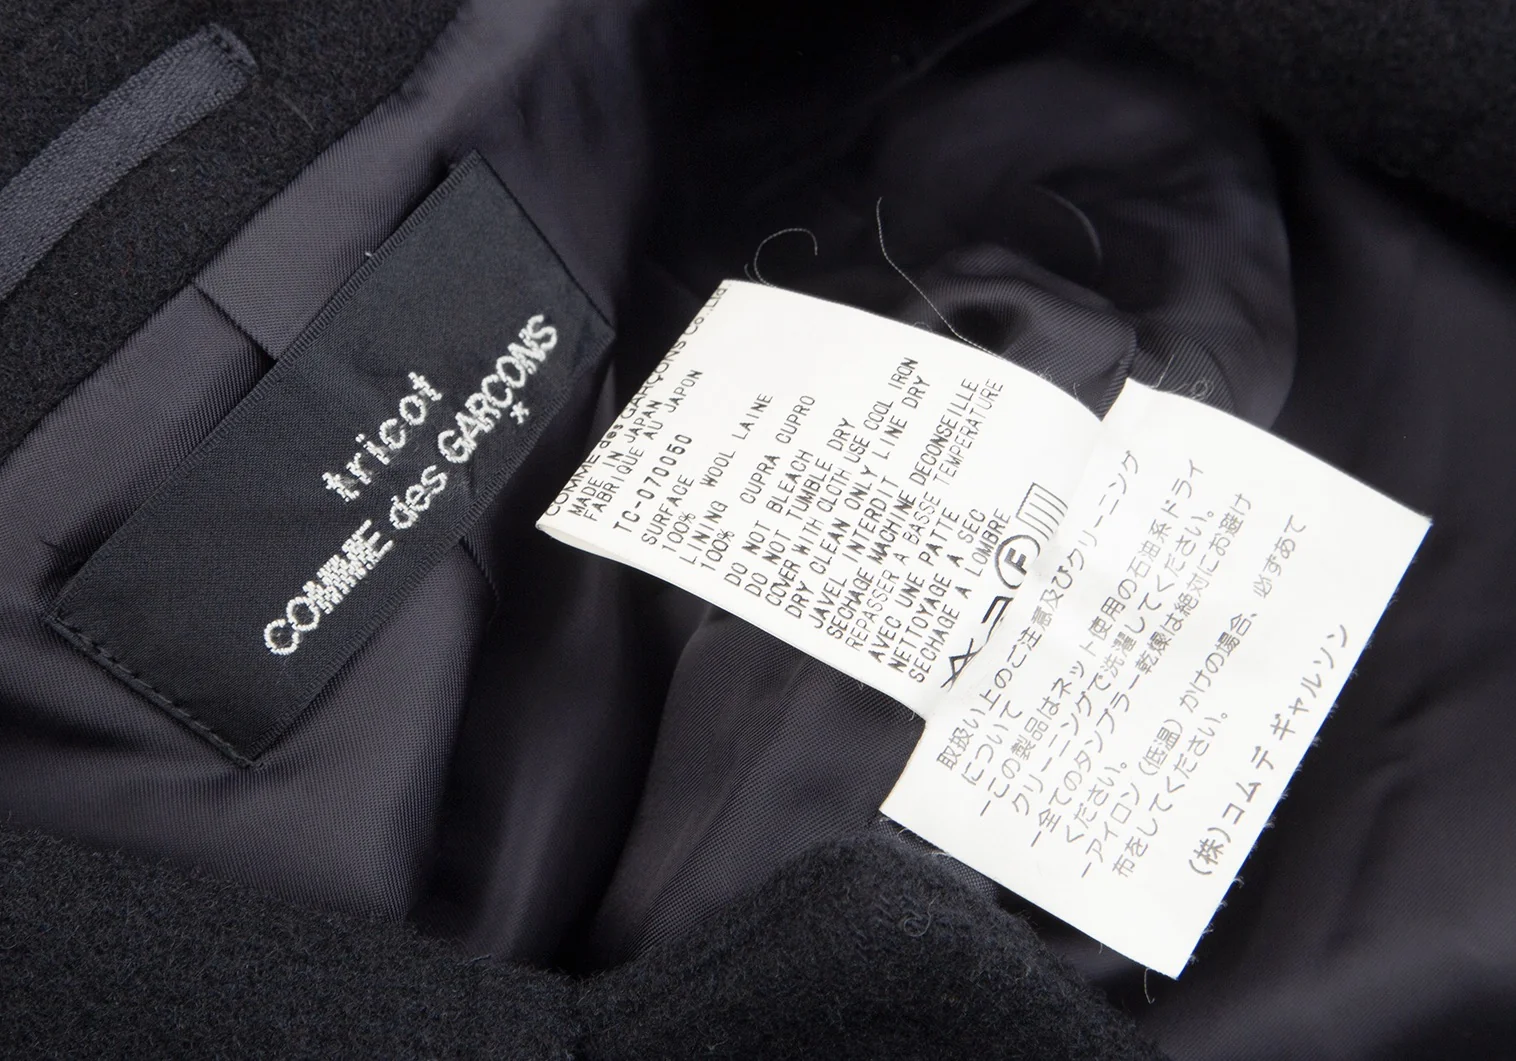 tricot
COMME des GARÇONS
COMME des GARÇONS Co.,Ltd
MADE IN JAPAN
FABRIQUE AU JAPON
TC-070050
SURFACE
100% WOOL LAINE
LINING
100% CUPRA CUPRO
DO NOT BLEACH
DO NOT TUMBLE DRY
COVER WITH CLOTH USE COOL IRON
DRY CLEAN ONLY LINE DRY
JAVEL INTERDIT
SECHAGE MACHINE DECONSEILLE
REPASSER A BASSE TEMPERATURE
AVEC UNE PATTE
NETTOYAGE A SEC
SECHAGE A LOMBRE
F
取扱い上のご注意及びクリーニング
について
ーこの製品はネット使用の石油系ドライ
クリーニングで洗濯してください。
ー全てのタンブラー乾燥は絶対にお避け
ください。
ーアイロン(低温)かけの場合、必ずあて
布をしてください。
(株)コムデギャルソン